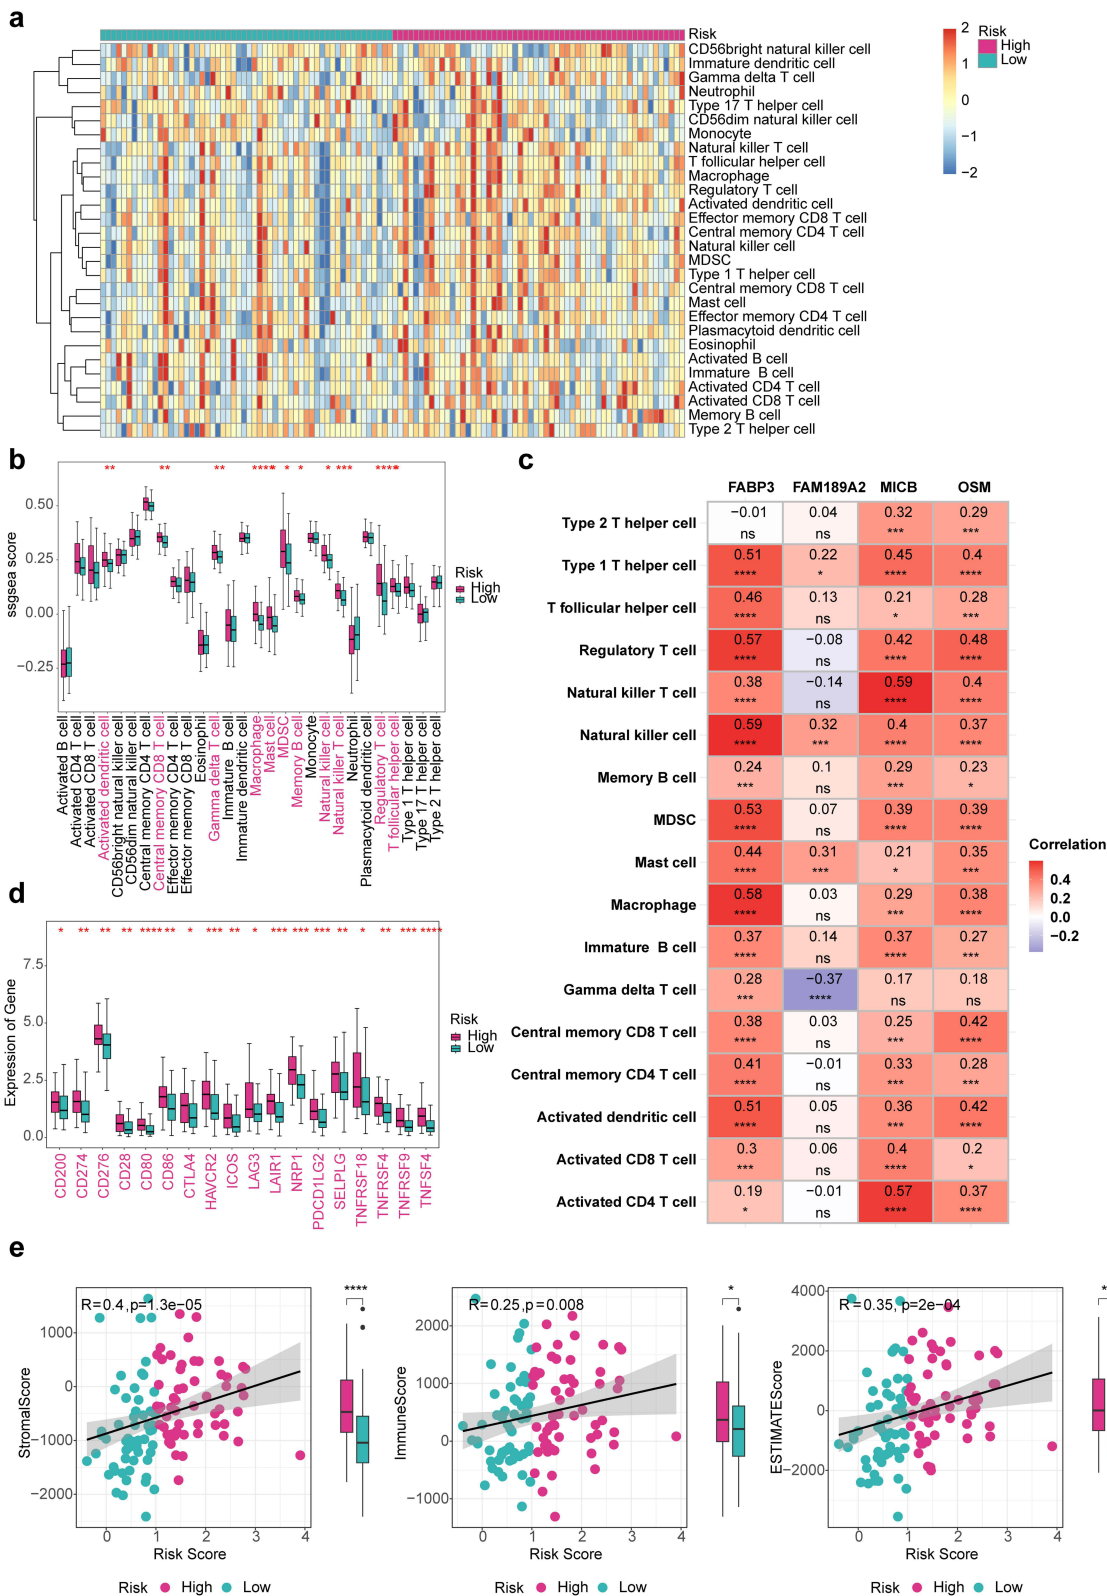 a
Risk
CD56bright natural killer cell
Immature dendritic cell
Gamma delta T cell
Neutrophil
Type 17 T helper cell
CD56dim natural killer cell
Monocyte
Natural killer T cell
T follicular helper cell
Macrophage
Regulatory T cell
Activated dendritic cell
Effector memory CD8 T cell
Central memory CD4 T cell
Natural killer cell
MDSC
Type 1 T helper cell
Central memory CD8 T cell
Mast cell
Effector memory CD4 T cell
Plasmacytoid dendritic cell
Eosinophil
Activated B cell
Immature B cell
Activated CD4 T cell
Activated CD8 T cell
Memory B cell
Type 2 T helper cell
2
1
0
−1
−2
Risk
High
Low
b
** ** ** **** * * * * *** **** *
ssgsea score
0.50
0.25
0.00
−0.25
Risk
High
Low
Activated B cell
Activated CD4 T cell
Activated CD8 T cell
Activated dendritic cell
CD56bright natural killer cell
CD56dim natural killer cell
Central memory CD4 T cell
Central memory CD8 T cell
Effector memory CD4 T cell
Effector memory CD8 T cell
Eosinophil
Gamma delta T cell
Immature B cell
Immature dendritic cell
Macrophage
Mast cell
MDSC
Memory B cell
Monocyte
Natural killer cell
Natural killer T cell
Neutrophil
Plasmacytoid dendritic cell
Regulatory T cell
T follicular helper cell
Type 1 T helper cell
Type 17 T helper cell
Type 2 T helper cell
c
FABP3 FAM189A2 MICB OSM
Type 2 T helper cell −0.01 0.04 0.32 0.29
ns ns *** ***
Type 1 T helper cell 0.51 0.22 0.45 0.4
**** * **** ****
T follicular helper cell 0.46 0.13 0.21 0.28
**** ns * ***
Regulatory T cell 0.57 −0.08 0.42 0.48
**** ns **** ****
Natural killer T cell 0.38 −0.14 0.59 0.4
**** ns **** ****
Natural killer cell 0.59 0.32 0.4 0.37
**** *** **** ****
Memory B cell 0.24 0.1 0.29 0.23
*** ns *** *
MDSC 0.53 0.07 0.39 0.39
**** ns **** ****
Mast cell 0.44 0.31 0.21 0.35
**** *** * ***
Macrophage 0.58 0.03 0.29 0.38
**** ns *** ****
Immature B cell 0.37 0.14 0.37 0.27
**** ns **** ***
Gamma delta T cell 0.28 −0.37 0.17 0.18
*** **** ns ns
Central memory CD8 T cell 0.38 0.03 0.25 0.42
**** ns *** ****
Central memory CD4 T cell 0.41 −0.01 0.33 0.28
**** ns *** ***
Activated dendritic cell 0.51 0.05 0.36 0.42
**** ns *** ****
Activated CD8 T cell 0.3 0.06 0.4 0.2
*** ns **** *
Activated CD4 T cell 0.19 −0.01 0.57 0.37
* ns **** ****
Correlation
0.4
0.2
0.0
−0.2
d
* ** ** ** **** ** * *** ** * *** *** *** ** * ** *** ****
Expression of Gene
7.5
5.0
2.5
0.0
Risk
High
Low
CD200
CD274
CD276
CD28
CD80
CD86
CTLA4
HAVCR2
ICOS
LAG3
LAIR1
NRP1
PDCD1LG2
SELPLG
TNFRSF18
TNFRSF4
TNFRSF9
TNFSF4
e
R=0.4,p=1.3e−05
****
StromalScore
1000
0
−1000
−2000
0 1 2 3 4
Risk Score
Risk High Low
R=0.25,p=0.008
*
ImmuneScore
2000
1000
0
−1000
0 1 2 3 4
Risk Score
Risk High Low
R=0.35, p=2e−04
ESTIMATEScore
4000
2000
0
−2000
0 1 2 3 4
Risk Score
Risk High Low